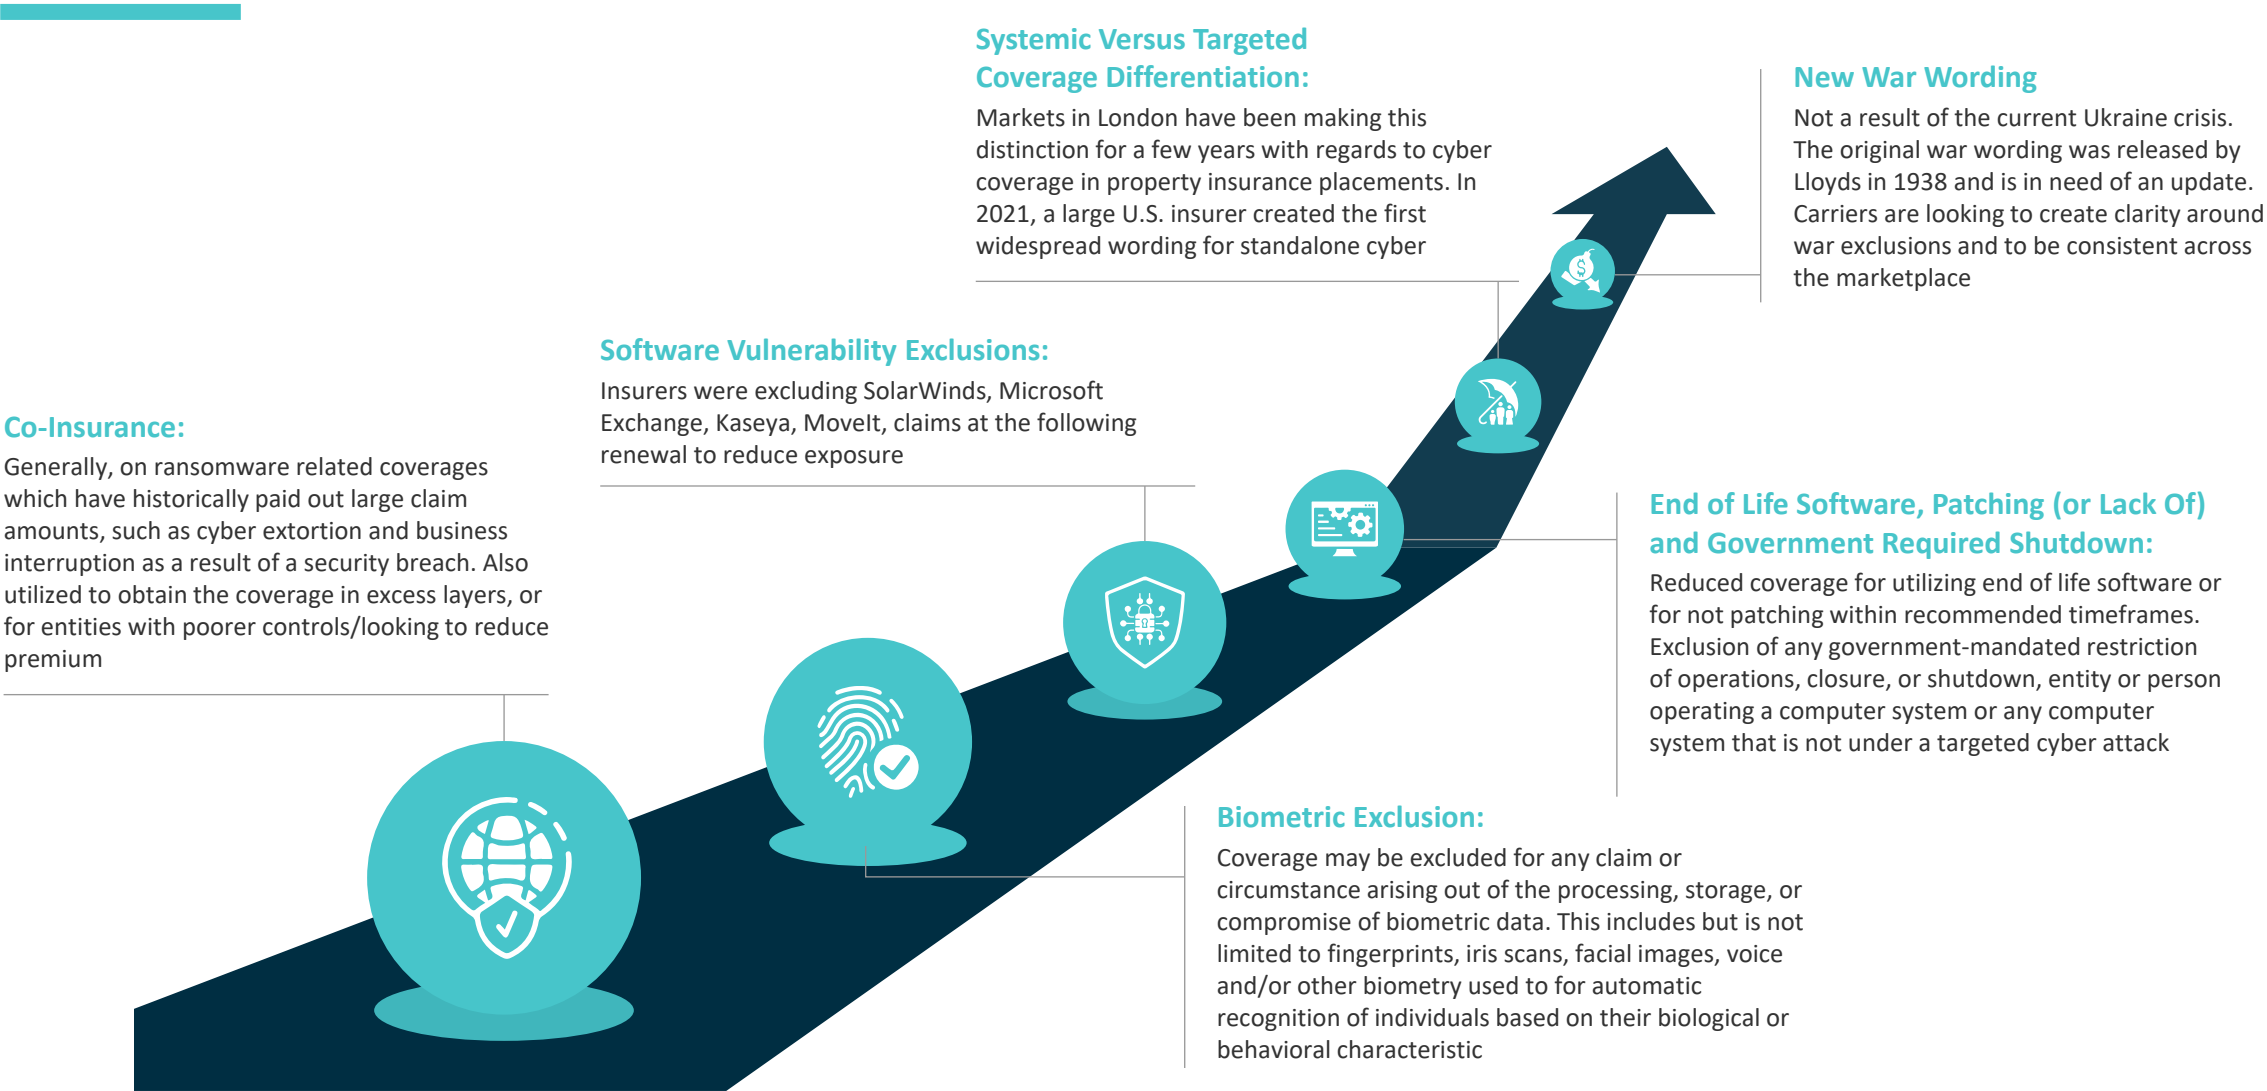 Systemic Versus Targeted
Coverage Differentiation:
Markets in London have been making this
distinction for a few years with regards to cyber
coverage in property insurance placements. In
2021, a large U.S. insurer created the first
widespread wording for standalone cyber
New War Wording
Not a result of the current Ukraine crisis.
The original war wording was released by
Lloyds in 1938 and is in need of an update.
Carriers are looking to create clarity around
war exclusions and to be consistent across
the marketplace
Software Vulnerability Exclusions:
Insurers were excluding SolarWinds, Microsoft
Exchange, Kaseya, MoveIt, claims at the following
renewal to reduce exposure
Co-Insurance:
Generally, on ransomware related coverages
which have historically paid out large claim
amounts, such as cyber extortion and business
interruption as a result of a security breach. Also
utilized to obtain the coverage in excess layers, or
for entities with poorer controls/looking to reduce
premium
End of Life Software, Patching (or Lack Of)
and Government Required Shutdown:
Reduced coverage for utilizing end of life software or
for not patching within recommended timeframes.
Exclusion of any government-mandated restriction
of operations, closure, or shutdown, entity or person
operating a computer system or any computer
system that is not under a targeted cyber attack
Biometric Exclusion:
Coverage may be excluded for any claim or
circumstance arising out of the processing, storage, or
compromise of biometric data. This includes but is not
limited to fingerprints, iris scans, facial images, voice
and/or other biometry used to for automatic
recognition of individuals based on their biological or
behavioral characteristic
$